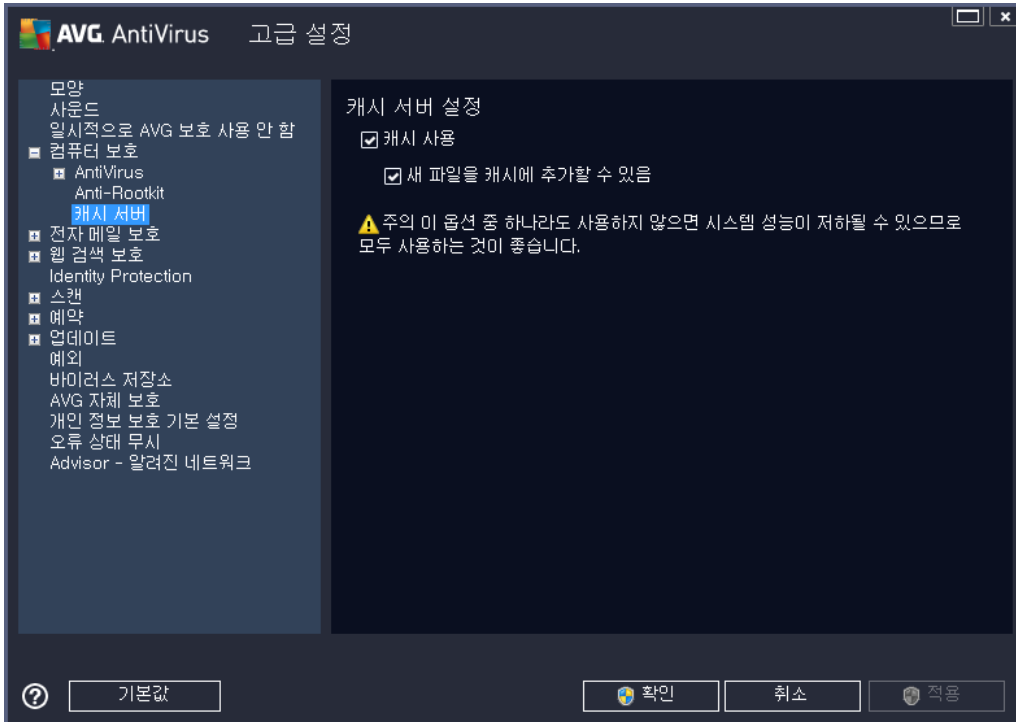 AVG. AntiVirus 고급 설정
모양
사운드
일시적으로 AVG 보호 사용 안 함
컴퓨터 보호
AntiVirus
Anti-Rootkit
캐시 서버
전자 메일 보호
웹 검색 보호
Identity Protection
스캔
예약
업데이트
예외
바이러스 저장소
AVG 자체 보호
개인 정보 보호 기본 설정
오류 상태 무시
Advisor - 알려진 네트워크
캐시 서버 설정
캐시 사용
새 파일을 캐시에 추가할 수 있음
주의 이 옵션 중 하나라도 사용하지 않으면 시스템 성능이 저하될 수 있으므로
모두 사용하는 것이 좋습니다.
기본값
확인
취소
적용